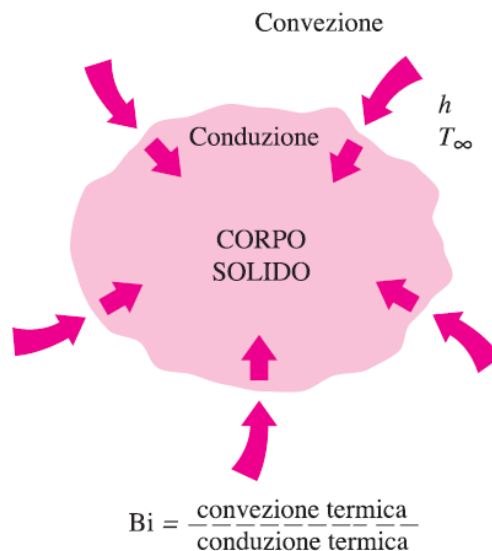 Convezione
h
T∞
Conduzione
CORPO
SOLIDO
Bi = convezione termica
conduzione termica